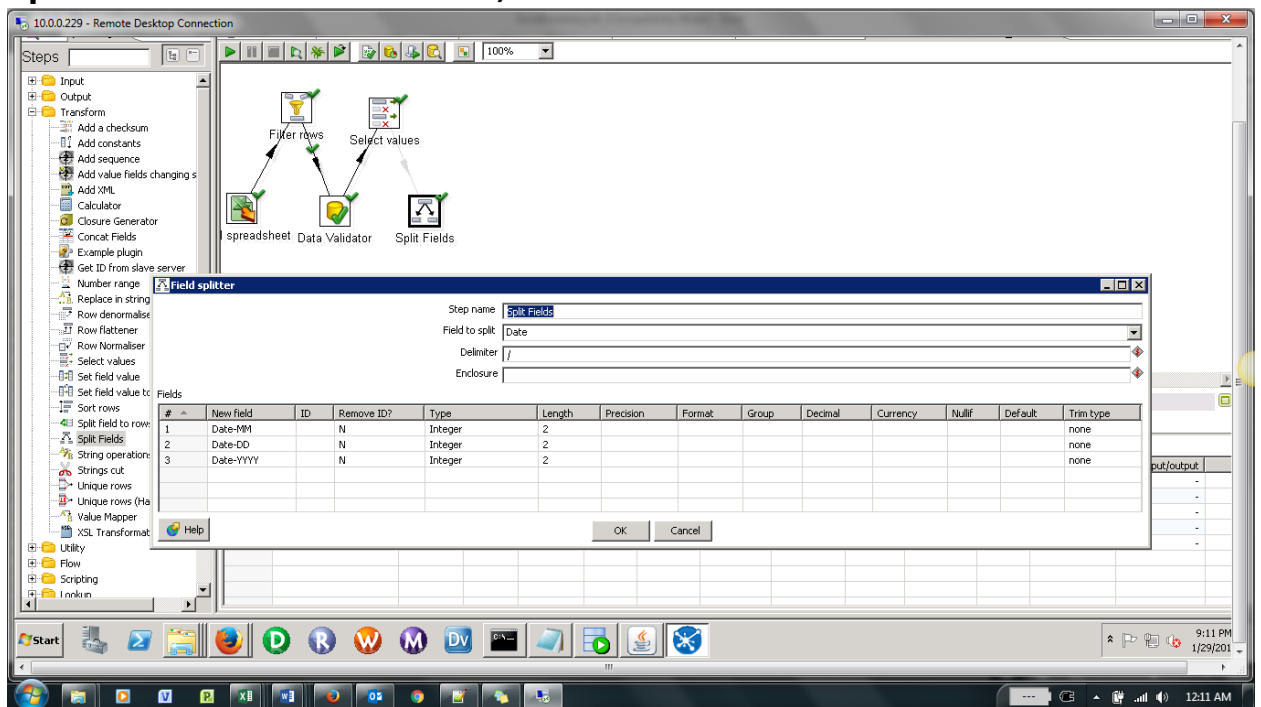 10.0.0.229 - Remote Desktop Connection
Steps
100%
Input
Output
Transform
Add a checksum
Add constants
Add sequence
Add value fields changing s
Add XML
Calculator
Closure Generator
Concat Fields
Example plugin
Get ID from slave server
Number range
Replace in string
Row denormalise
Row flattener
Row Normaliser
Select values
Set field value
Set field value tc
Sort rows
Split field to row
Split Fields
String operation
Strings cut
Unique rows
Unique rows (Ha
Value Mapper
XSL Transformat
Utility
Flow
Scripting
Lookup
Filter rows
Select values
spreadsheet
Data Validator
Split Fields
Field splitter
Step name Split Fields
Field to split Date
Delimiter /
Enclosure
Fields
# New field ID Remove ID? Type Length Precision Format Group Decimal Currency Nullif Default Trim type
1 Date-MM N Integer 2 none
2 Date-DD N Integer 2 none
3 Date-YYYY N Integer 2 none
Help
OK
Cancel
put/output
-
-
-
-
-
Start
D
R
W
M
DV
9:11 PM
1/29/201
12:11 AM